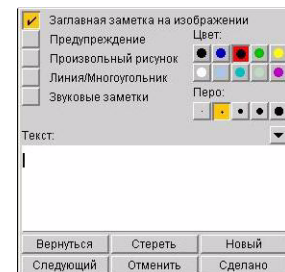 Заглавная заметка на изображении
Предупреждение
Цвет:
Произвольный рисунок
Линия/Многоугольник
Звуковые заметки
Перо:
Текст:
Вернуться Стереть Новый
Следующий Отменить Сделано